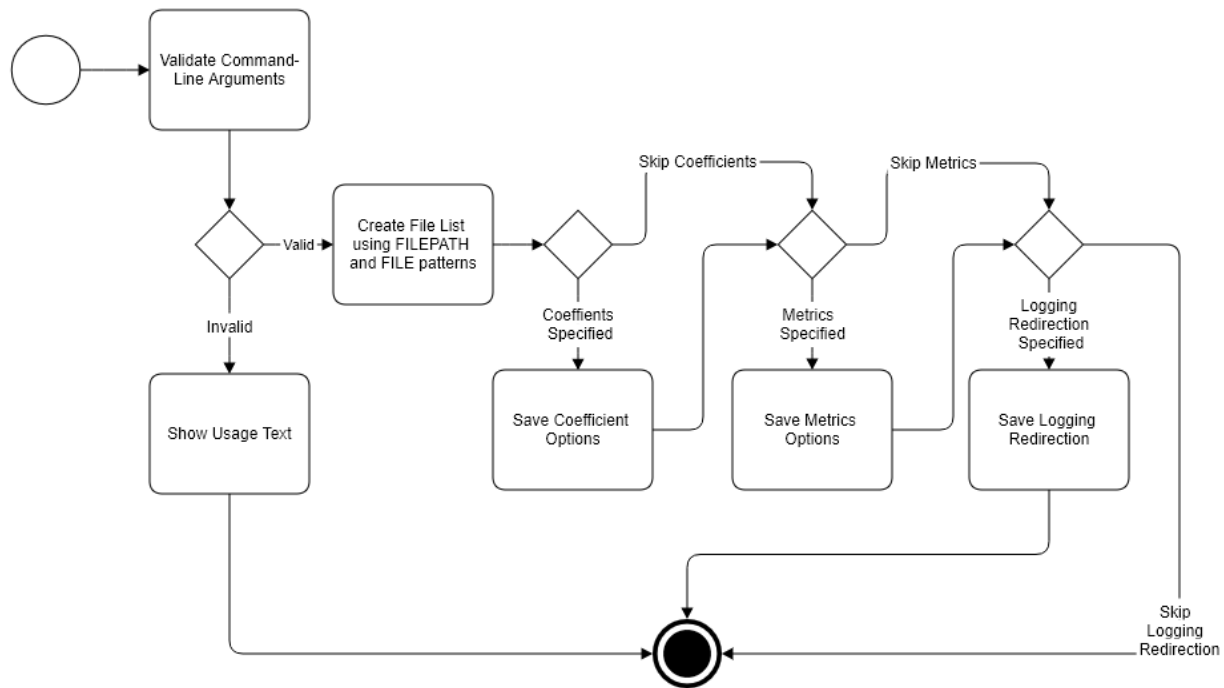 Validate Command-
Line Arguments
Skip Coefficients
Skip Metrics
Valid
Create File List
using FILEPATH
and FILE patterns
Invalid
Coeffients
Specified
Metrics
Specified
Logging
Redirection
Specified
Show Usage Text
Save Coefficient
Options
Save Metrics
Options
Save Logging
Redirection
Skip
Logging
Redirection